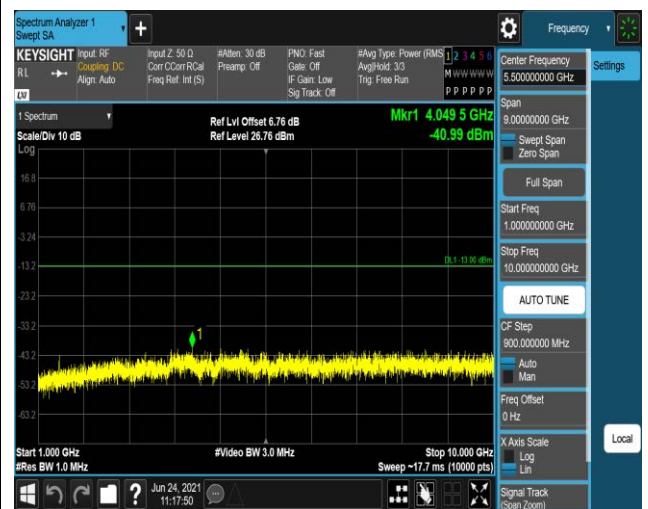 Spectrum Analyzer 1
Swept SA
+
Frequency
KEYSIGHT
RL
LXI
Input: RF
Coupling: DC
Align: Auto
Input Z: 50 Ω
Corr CCorr RCal
Freq Ref: Int (S)
#Atten: 30 dB
Preamp: Off
PNO: Fast
Gate: Off
IF Gain: Low
Sig Track: Off
#Avg Type: Power (RMS
Avg|Hold: 3/3
Trig: Free Run
1 2 3 4 5 6
M W W W W W
P P P P P P
1 Spectrum
Scale/Div 10 dB
Log
Ref Lvl Offset 6.76 dB
Ref Level 26.76 dBm
Mkr1 4.049 5 GHz
-40.99 dBm
16.8
6.76
-3.24
-13.2
-23.2
-33.2
-43.2
-53.2
-63.2
DL1 -13.00 dBm
1
Start 1.000 GHz
#Res BW 1.0 MHz
#Video BW 3.0 MHz
Stop 10.000 GHz
Sweep ~17.7 ms (10000 pts)
Center Frequency
5.500000000 GHz
Settings
Span
9.00000000 GHz
Swept Span
Zero Span
Full Span
Start Freq
1.000000000 GHz
Stop Freq
10.000000000 GHz
AUTO TUNE
CF Step
900.000000 MHz
Auto
Man
Freq Offset
0 Hz
X Axis Scale
Log
Lin
Local
Signal Track
(Span Zoom)
?
Jun 24, 2021
11:17:50